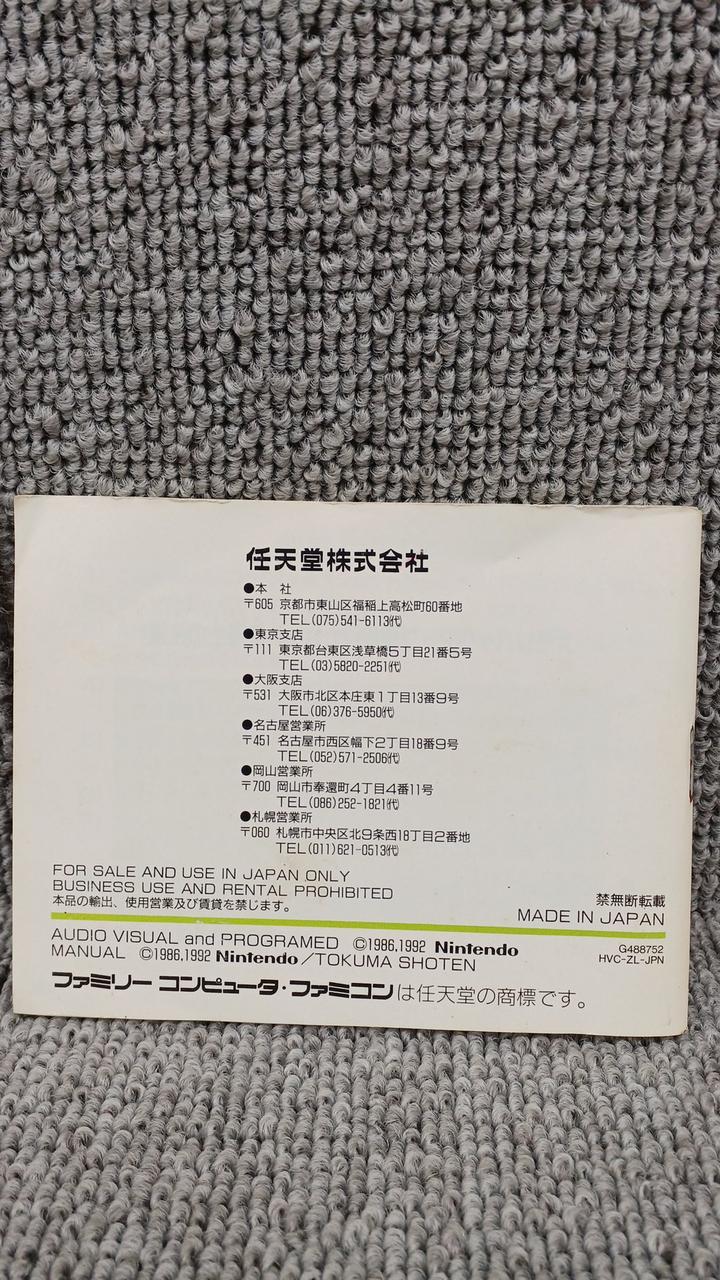 任天堂株式会社
●本 社
〒605 京都市東山区福稲上高松町60番地
TEL(075)541-6113㈹
●東京支店
〒111 東京都台東区浅草橋5丁目21番5号
TEL(03)5820-2251㈹
●大阪支店
〒531 大阪市北区本庄東1丁目13番9号
TEL(06)376-5950㈹
●名古屋営業所
〒451 名古屋市西区幅下2丁目18番9号
TEL(052)571-2506㈹
●岡山営業所
〒700 岡山市奉還町4丁目4番11号
TEL(086)252-1821㈹
●札幌営業所
〒060 札幌市中央区北9条西18丁目2番地
TEL(011)621-0513㈹
FOR SALE AND USE IN JAPAN ONLY
BUSINESS USE AND RENTAL PROHIBITED
本品の輸出、使用営業及び賃貸を禁じます。
禁無断転載
MADE IN JAPAN
AUDIO VISUAL and PROGRAMED ©1986,1992 Nintendo
MANUAL ©1986,1992 Nintendo/TOKUMA SHOTEN
G488752
HVC-ZL-JPN
ファミリー コンピュータ・ファミコンは任天堂の商標です。